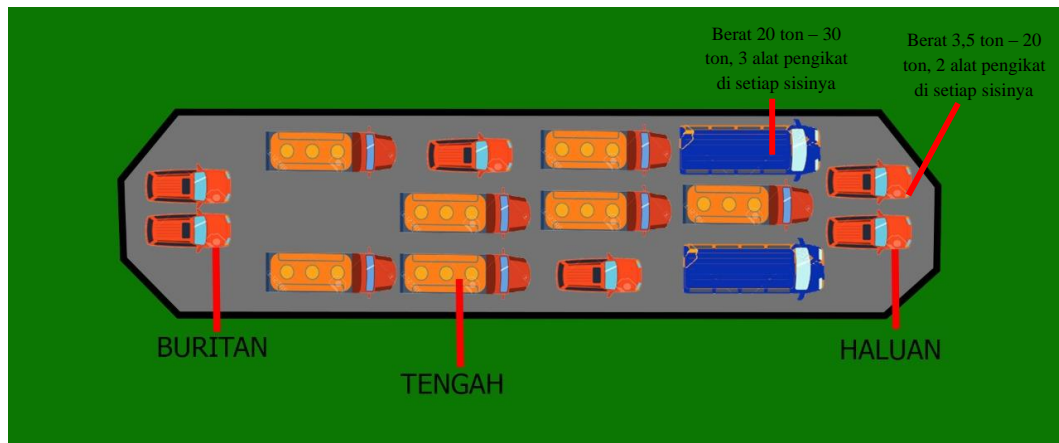 Berat 20 ton – 30
ton, 3 alat pengikat
di setiap sisinya
Berat 3,5 ton – 20
ton, 2 alat pengikat
di setiap sisinya
BURITAN
TENGAH
HALUAN